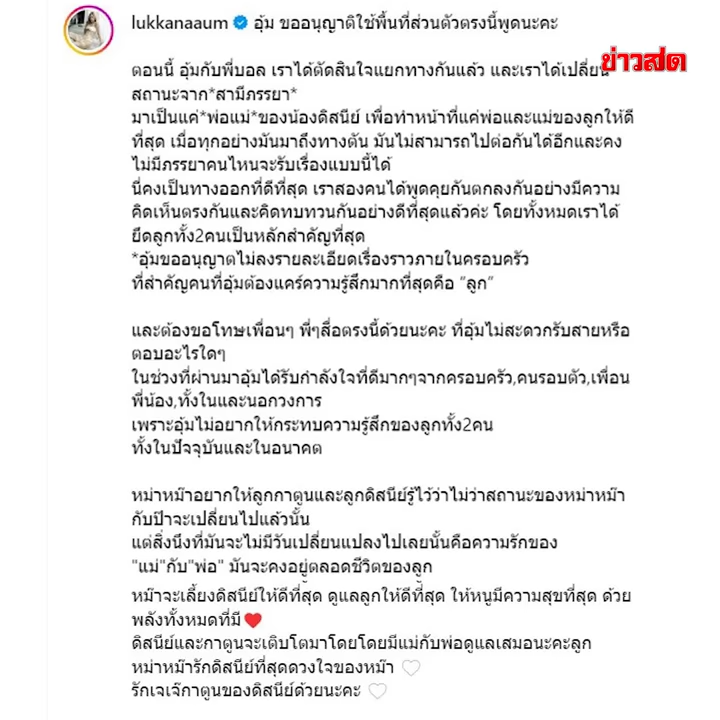 lukkanaaum อุ้ม ขออนุญาติใช้พื้นที่ส่วนตัวตรงนี้พูดนะคะ
ข่าวสด
ตอนนี้ อุ้มกับพี่บอล เราได้ตัดสินใจแยกทางกันแล้ว และเราได้เปลี่ยน
สถานะจาก*สามีภรรยา*
มาเป็นแค่*พ่อแม่*ของน้องดิสนีย์ เพื่อทำหน้าที่แค่พ่อและแม่ของลูกให้ดี
ที่สุด เมื่อทุกอย่างมันมาถึงทางตัน มันไม่สามารถไปต่อกันได้อีกและคง
ไม่มีภรรยาคนไหนจะรับเรื่องแบบนี้ได้
นี่คงเป็นทางออกที่ดีที่สุด เราสองคนได้พูดคุยกันตกลงกันอย่างมีความ
คิดเห็นตรงกันและคิดทบทวนกันอย่างดีที่สุดแล้วค่ะ โดยทั้งหมดเราได้
ยึดลูกทั้ง2คนเป็นหลักสำคัญที่สุด
*อุ้มขออนุญาตไม่ลงรายละเอียดเรื่องราวภายในครอบครัว
ที่สำคัญคนที่อุ้มต้องแคร์ความรู้สึกมากที่สุดคือ "ลูก"
และต้องขอโทษเพื่อนๆ พี่ๆสื่อตรงนี้ด้วยนะคะ ที่อุ้มไม่สะดวกรับสายหรือ
ตอบอะไรใดๆ
ในช่วงที่ผ่านมาอุ้มได้รับกำลังใจที่ดีมากๆจากครอบครัว,คนรอบตัว,เพื่อน
พี่น้อง,ทั้งในและนอกวงการ
เพราะอุ้มไม่อยากให้กระทบความรู้สึกของลูกทั้ง2คน
ทั้งในปัจจุบันและในอนาคต
หม่าหม๊าอยากให้ลูกกาตูนและลูกดิสนีย์รู้ไว้ว่าไม่ว่าสถานะของหม่าหม๊า
กับป๊าจะเปลี่ยนไปแล้วนั้น
แต่สิ่งนึงที่มันจะไม่มีวันเปลี่ยนแปลงไปเลยนั้นคือความรักของ
"แม่"กับ"พ่อ" มันจะคงอยู่ตลอดชีวิตของลูก
หม๊าจะเลี้ยงดิสนีย์ให้ดีที่สุด ดูแลลูกให้ดีที่สุด ให้หนูมีความสุขที่สุด ด้วย
พลังทั้งหมดที่มี❤
ดิสนีย์และกาตูนจะเติบโตมาโดยโดยมีแม่กับพ่อดูแลเสมอนะคะลูก
หม่าหม๊ารักดิสนีย์ที่สุดดวงใจของหม๊า 🤍
รักเจเจ๊กาตูนของดิสนีย์ด้วยนะคะ 🤍